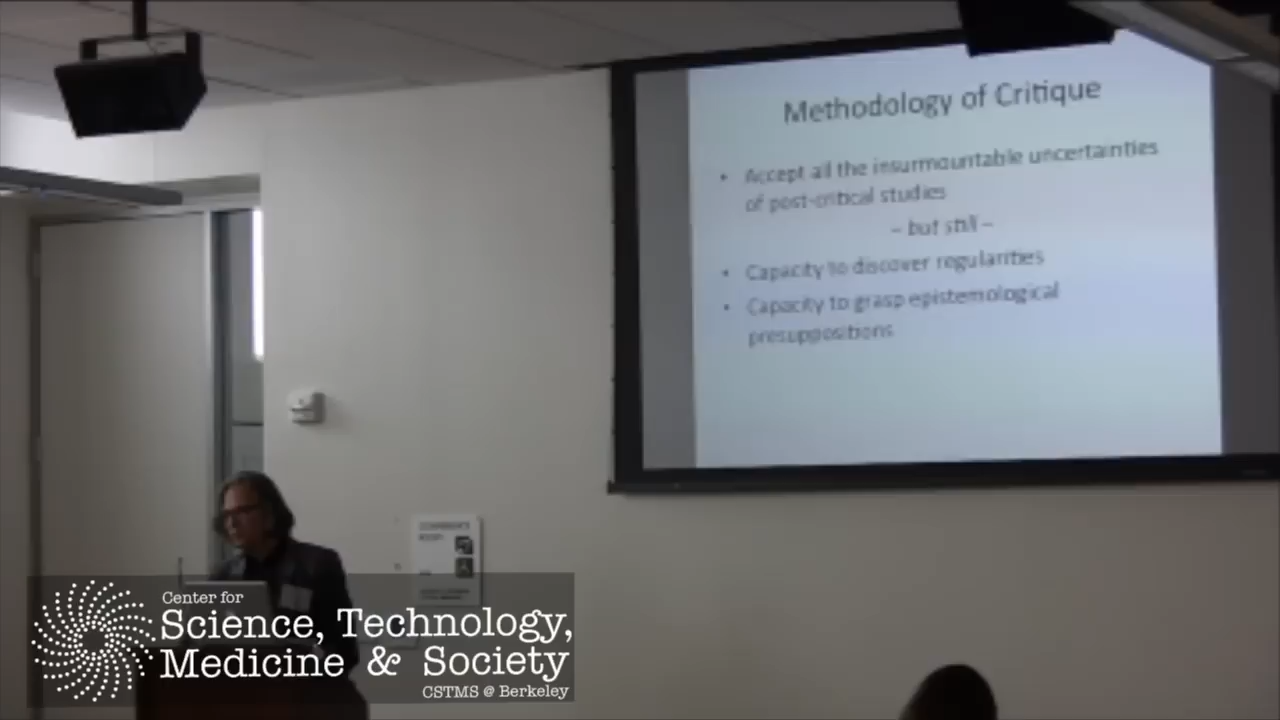 Methodology of Critique
• Accept all the insurmountable uncertainties
of post-critical studies
– but still –
• Capacity to discover regularities
• Capacity to grasp epistemological
presuppositions
Center for
Science, Technology,
Medicine & Society
CSTMS @ Berkeley